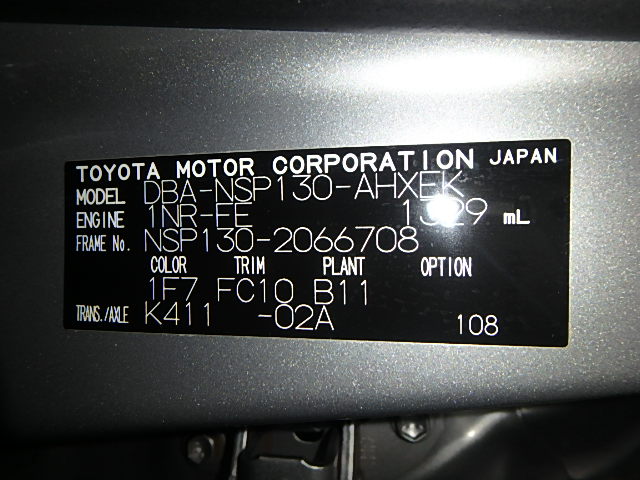 TOYOTA MOTOR CORPORATION JAPAN
MODEL DBA-NSP130-AHXEK
ENGINE 1NR-FE 1329 mL
FRAME No. NSP130-2066708
COLOR TRIM PLANT OPTION
1F7 FC10 B11
TRANS./AXLE K411 -02A 108